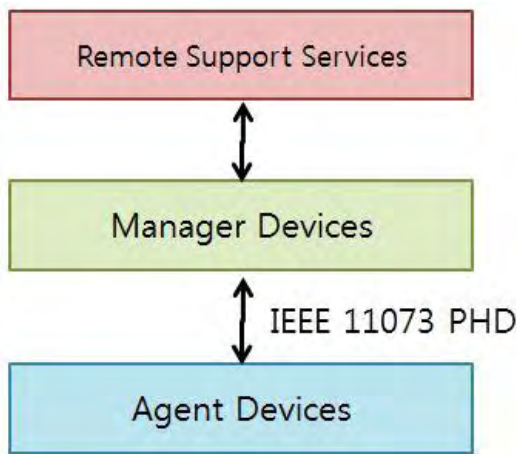 Remote Support Services
Manager Devices
IEEE 11073 PHD
Agent Devices